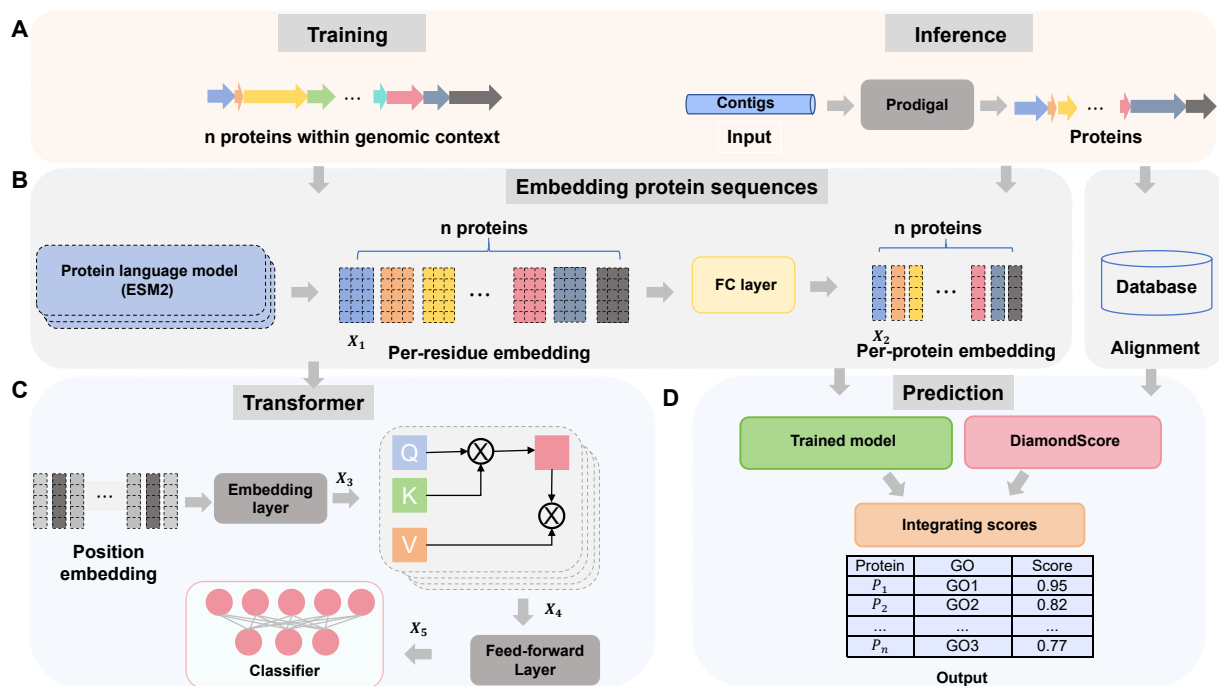 A
Training
Inference
...
n proteins within genomic context
Contigs
Input
Prodigal
...
Proteins
B
Embedding protein sequences
Protein language model
(ESM2)
n proteins
...
X1
Per-residue embedding
FC layer
n proteins
...
X2
Per-protein embedding
Database
Alignment
C
Transformer
...
Position
embedding
Embedding
layer
X3
Q
K
V
X4
Feed-forward
Layer
X5
Classifier
D
Prediction
Trained model
DiamondScore
Integrating scores
Protein GO Score
P1 GO1 0.95
P2 GO2 0.82
... ... ...
Pn GO3 0.77
Output